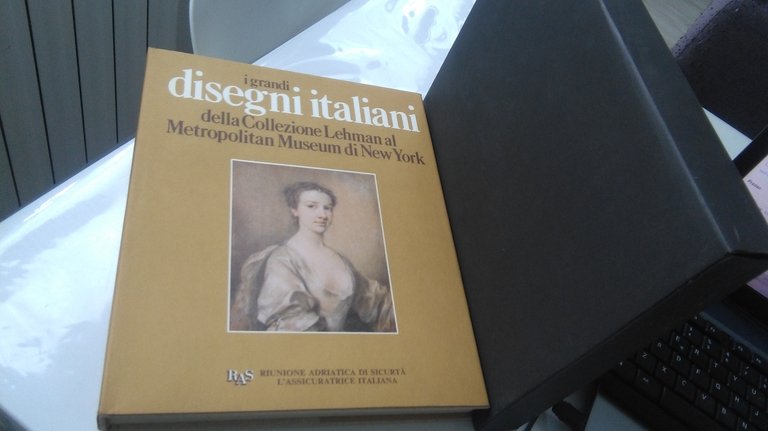 i grandi
disegni italiani
della Collezione Lehman al
Metropolitan Museum di New York
RAS RIUNIONE ADRIATICA DI SICURTÀ
L'ASSICURATRICE ITALIANA